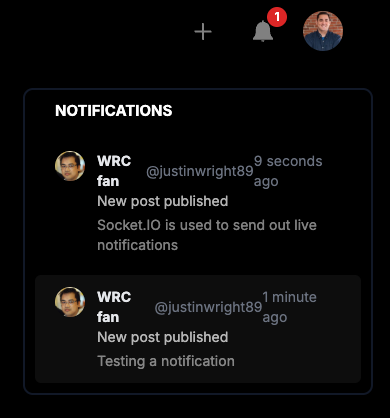 1
NOTIFICATIONS
WRC @justinwright89 9 seconds
fan ago
New post published
Socket.IO is used to send out live
notifications
WRC @justinwright89 1 minute
fan ago
New post published
Testing a notification